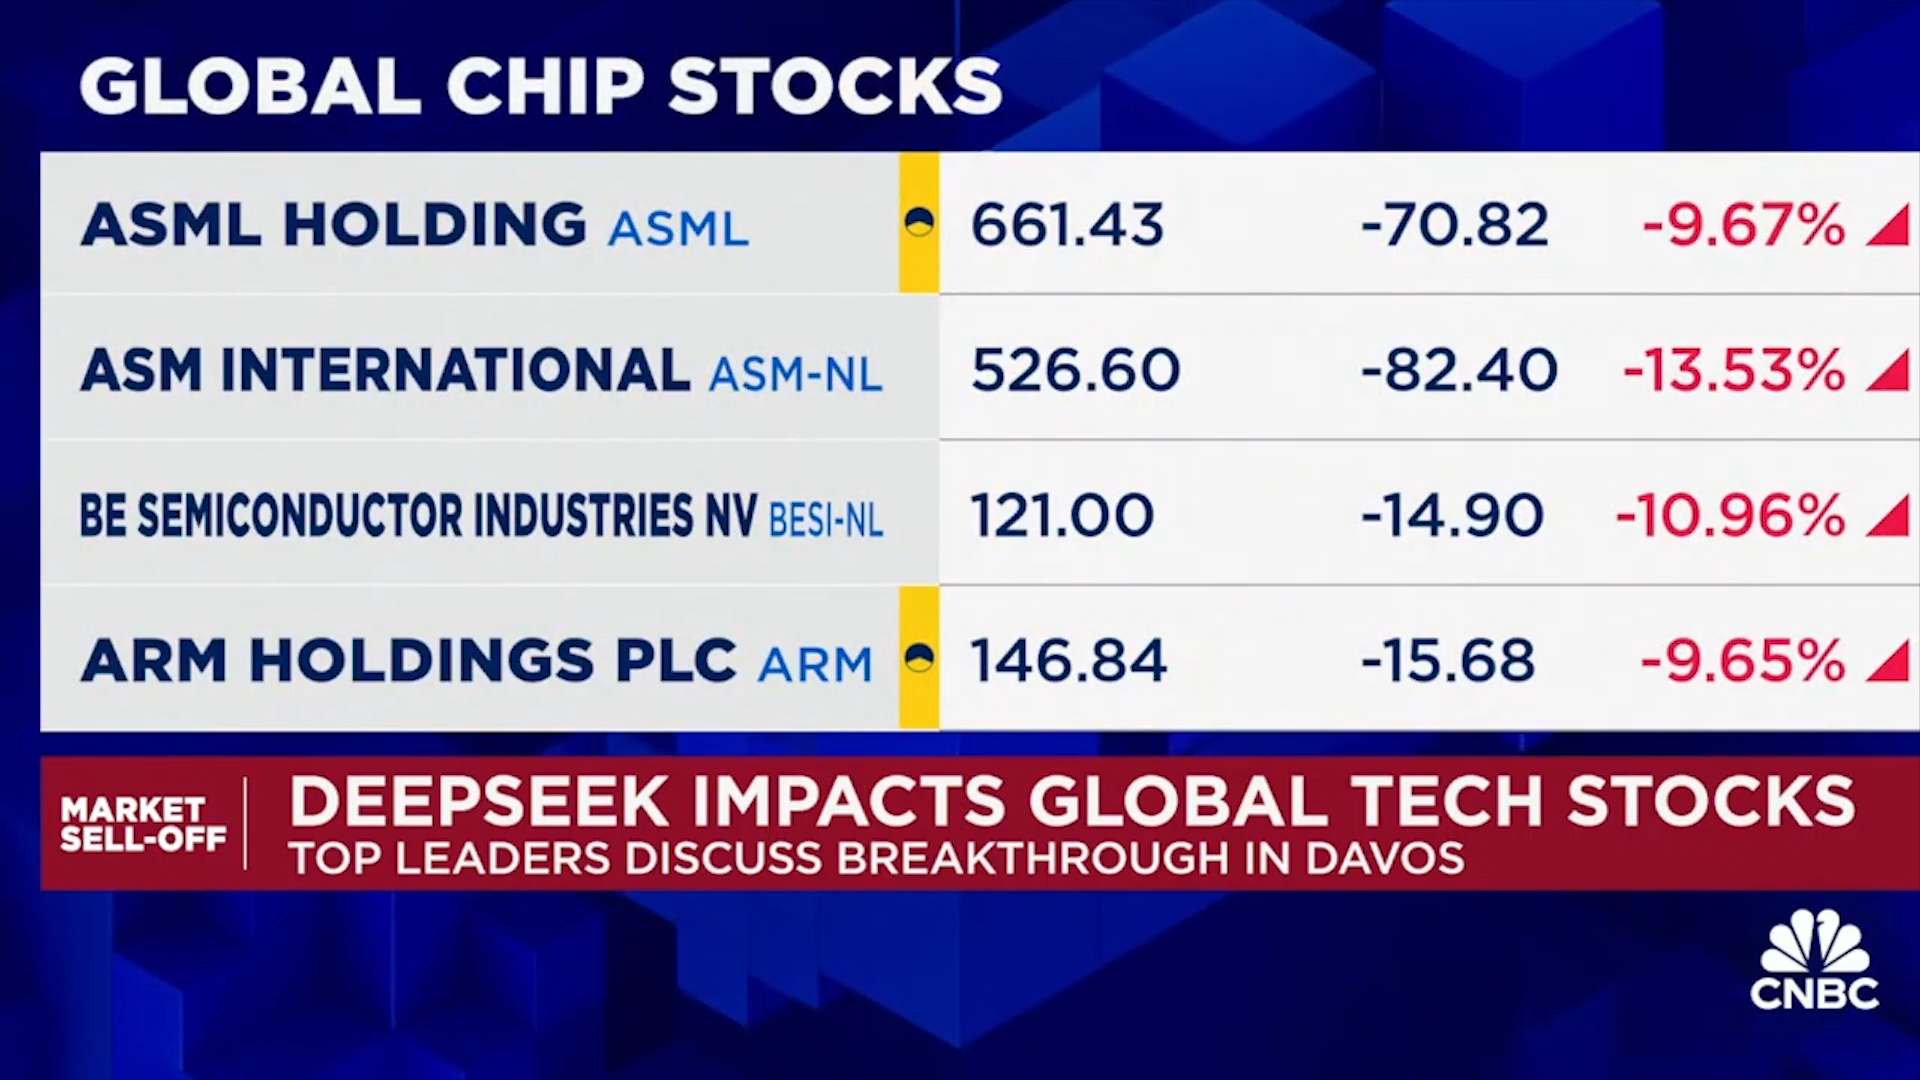 GLOBAL CHIP STOCKS
ASML HOLDING ASML 661.43 -70.82 -9.67%
ASM INTERNATIONAL ASM-NL 526.60 -82.40 -13.53%
BE SEMICONDUCTOR INDUSTRIES NV BESI-NL 121.00 -14.90 -10.96%
ARM HOLDINGS PLC ARM 146.84 -15.68 -9.65%
MARKET
SELL-OFF
DEEPSEEK IMPACTS GLOBAL TECH STOCKS
TOP LEADERS DISCUSS BREAKTHROUGH IN DAVOS
CNBC